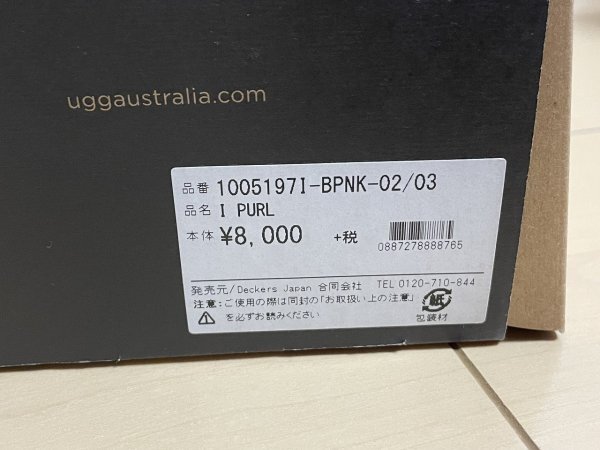 uggaustralia.com
品番 1005197I-BPNK-02/03
品名 I PURL
本体 ¥8,000 +税
0887278888765
発売元/Deckers Japan 合同会社 TEL 0120-710-844
注意:ご使用の際は同封の「お取扱い上の注意」
を必ずお読みください 紙
包装材